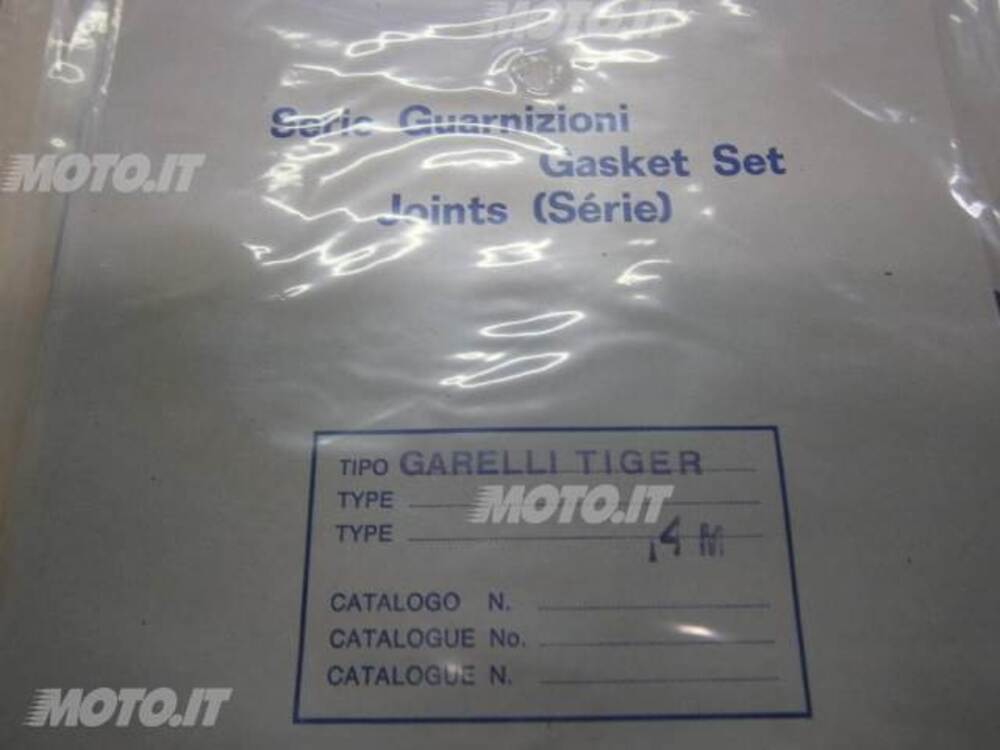 MOTO.IT
Serie Guarnizioni
Gasket Set
MOTO.IT
Joints (Série)
TIPO GARELLI TIGER
TYPE
MOTO.IT
TYPE 4 M
CATALOGO N.
CATALOGUE No.
CATALOGUE N.
MOTO.IT